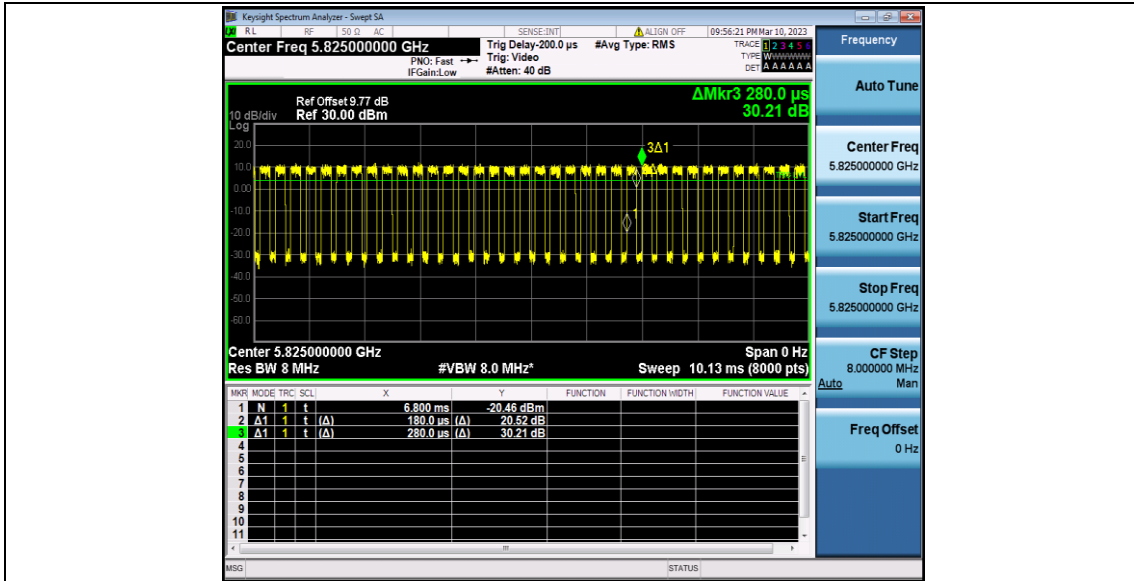 Keysight Spectrum Analyzer - Swept SA
RL RF 50 Ω AC SENSE:INT ALIGN OFF 09:56:21 PM Mar 10, 2023
Center Freq 5.825000000 GHz Trig Delay-200.0 µs #Avg Type: RMS TRACE 1 2 3 4 5 6
PNO: Fast Trig: Video TYPE
IFGain:Low #Atten: 40 dB DET A A A A A A
Frequency
Auto Tune
Center Freq
5.825000000 GHz
Start Freq
5.825000000 GHz
Stop Freq
5.825000000 GHz
CF Step
8.000000 MHz
Auto Man
Freq Offset
0 Hz
ΔMkr3 280.0 µs
30.21 dB
Ref Offset 9.77 dB
10 dB/div Ref 30.00 dBm
Log
20.0
10.0
0.00
-10.0
-20.0
-30.0
-40.0
-50.0
-60.0
3Δ1
1
Center 5.825000000 GHz Span 0 Hz
Res BW 8 MHz #VBW 8.0 MHz* Sweep 10.13 ms (8000 pts)
MKR MODE TRC SCL X Y FUNCTION FUNCTION WIDTH FUNCTION VALUE
1 N 1 t 6.800 ms -20.46 dBm
2 Δ1 1 t (Δ) 180.0 µs (Δ) 20.52 dB
3 Δ1 1 t (Δ) 280.0 µs (Δ) 30.21 dB
4
5
6
7
8
9
10
11
MSG STATUS